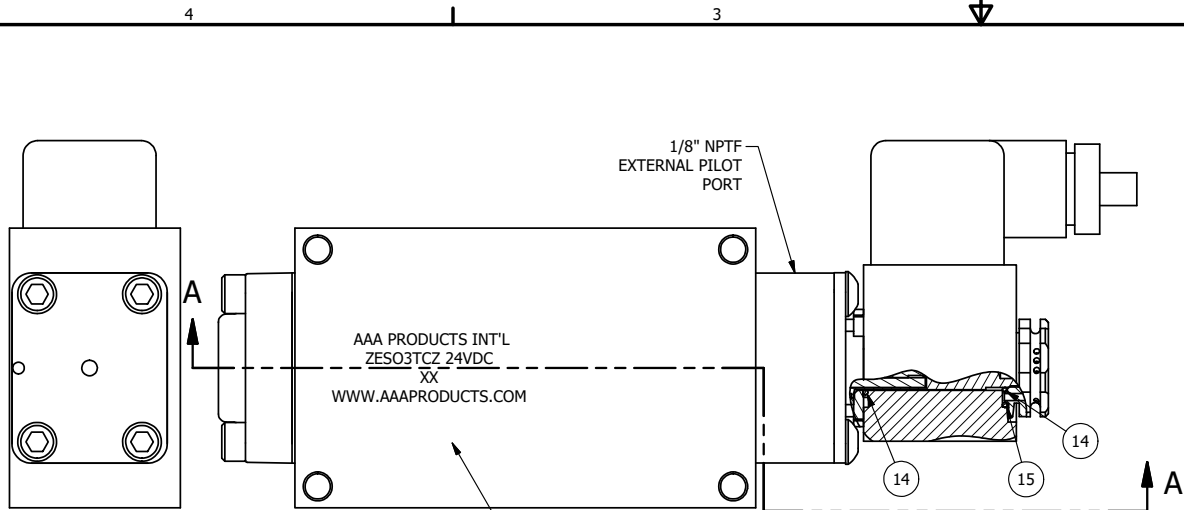 4
3
1/8" NPTF
EXTERNAL PILOT
PORT
A
AAA PRODUCTS INT'L
ZESO3TCZ 24VDC
XX
WWW.AAAPRODUCTS.COM
14
14
15
A